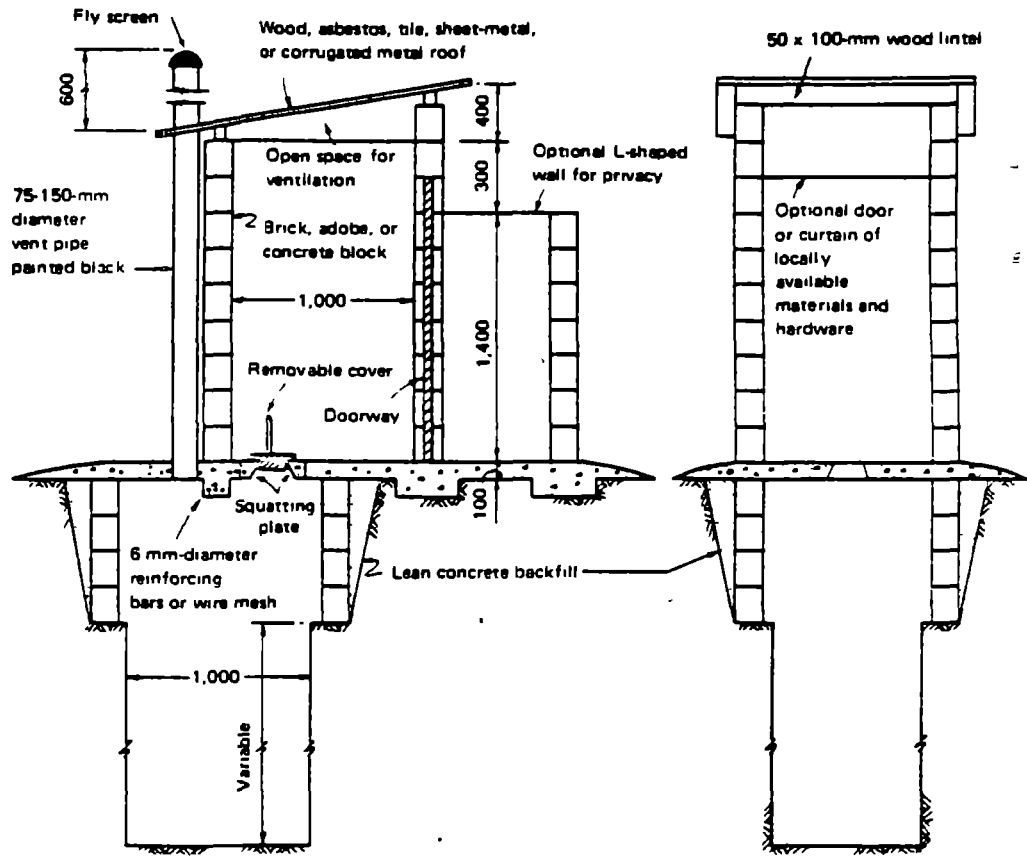 Fly screen
Wood, asbestos, tile, sheet-metal,
or corrugated metal roof
50 x 100-mm wood lintel
600
400
Open space for
ventilation
300
Optional L-shaped
wall for privacy
75-150-mm
diameter
vent pipe
painted black
Brick, adobe, or
concrete block
Optional door
or curtain of
locally
available
materials and
hardware
1,000
1,400
Removable cover
Doorway
Squatting
plate
100
6 mm-diameter
reinforcing
bars or wire mesh
Lean concrete backfill
1,000
Variable